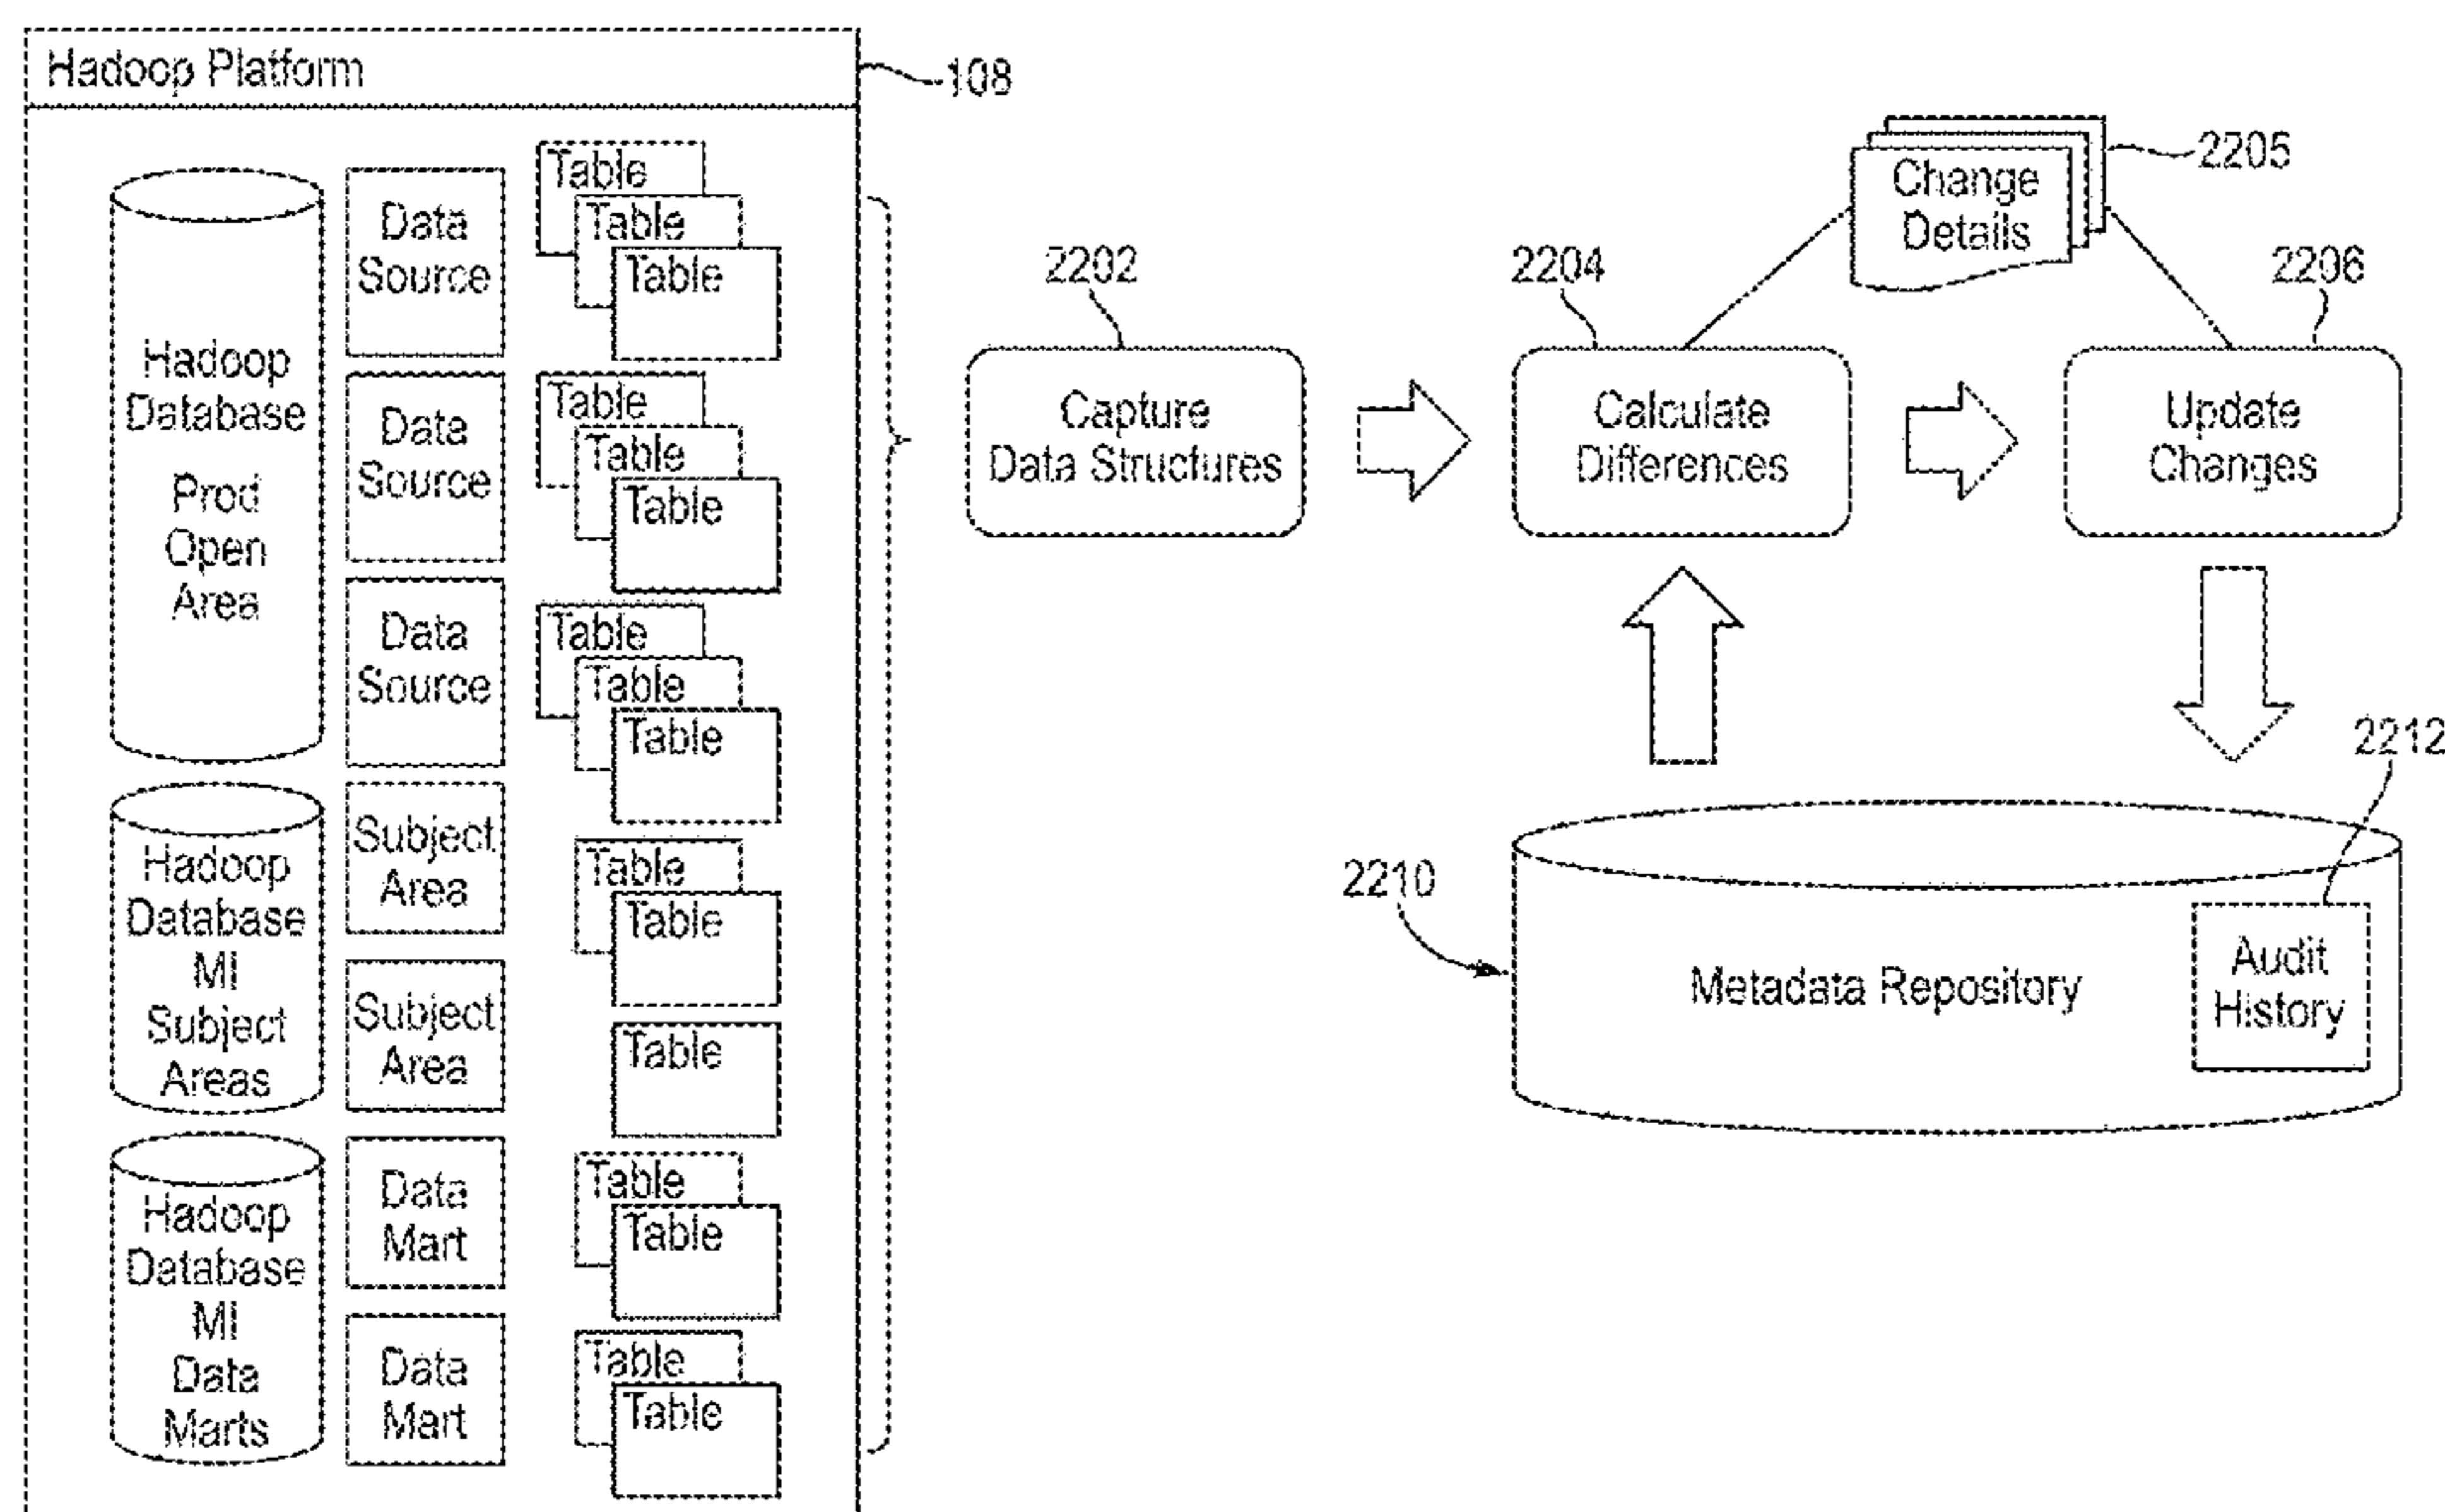 Hadoop Platform
108
Hadoop
Database
Prod
Open
Area
Data
Source
Data
Source
Data
Source
Table
Table
Table
Table
Table
Table
Table
Table
Table
Hadoop
Database
MI
Subject
Areas
Subject
Area
Subject
Area
Table
Table
Table
Hadoop
Database
MI
Data
Marts
Data
Mart
Data
Mart
Table
Table
Table
Table
2202
Capture
Data Structures
2204
Calculate
Differences
Change
Details
2205
2206
Update
Changes
2210
Metadata Repository
2212
Audit
History